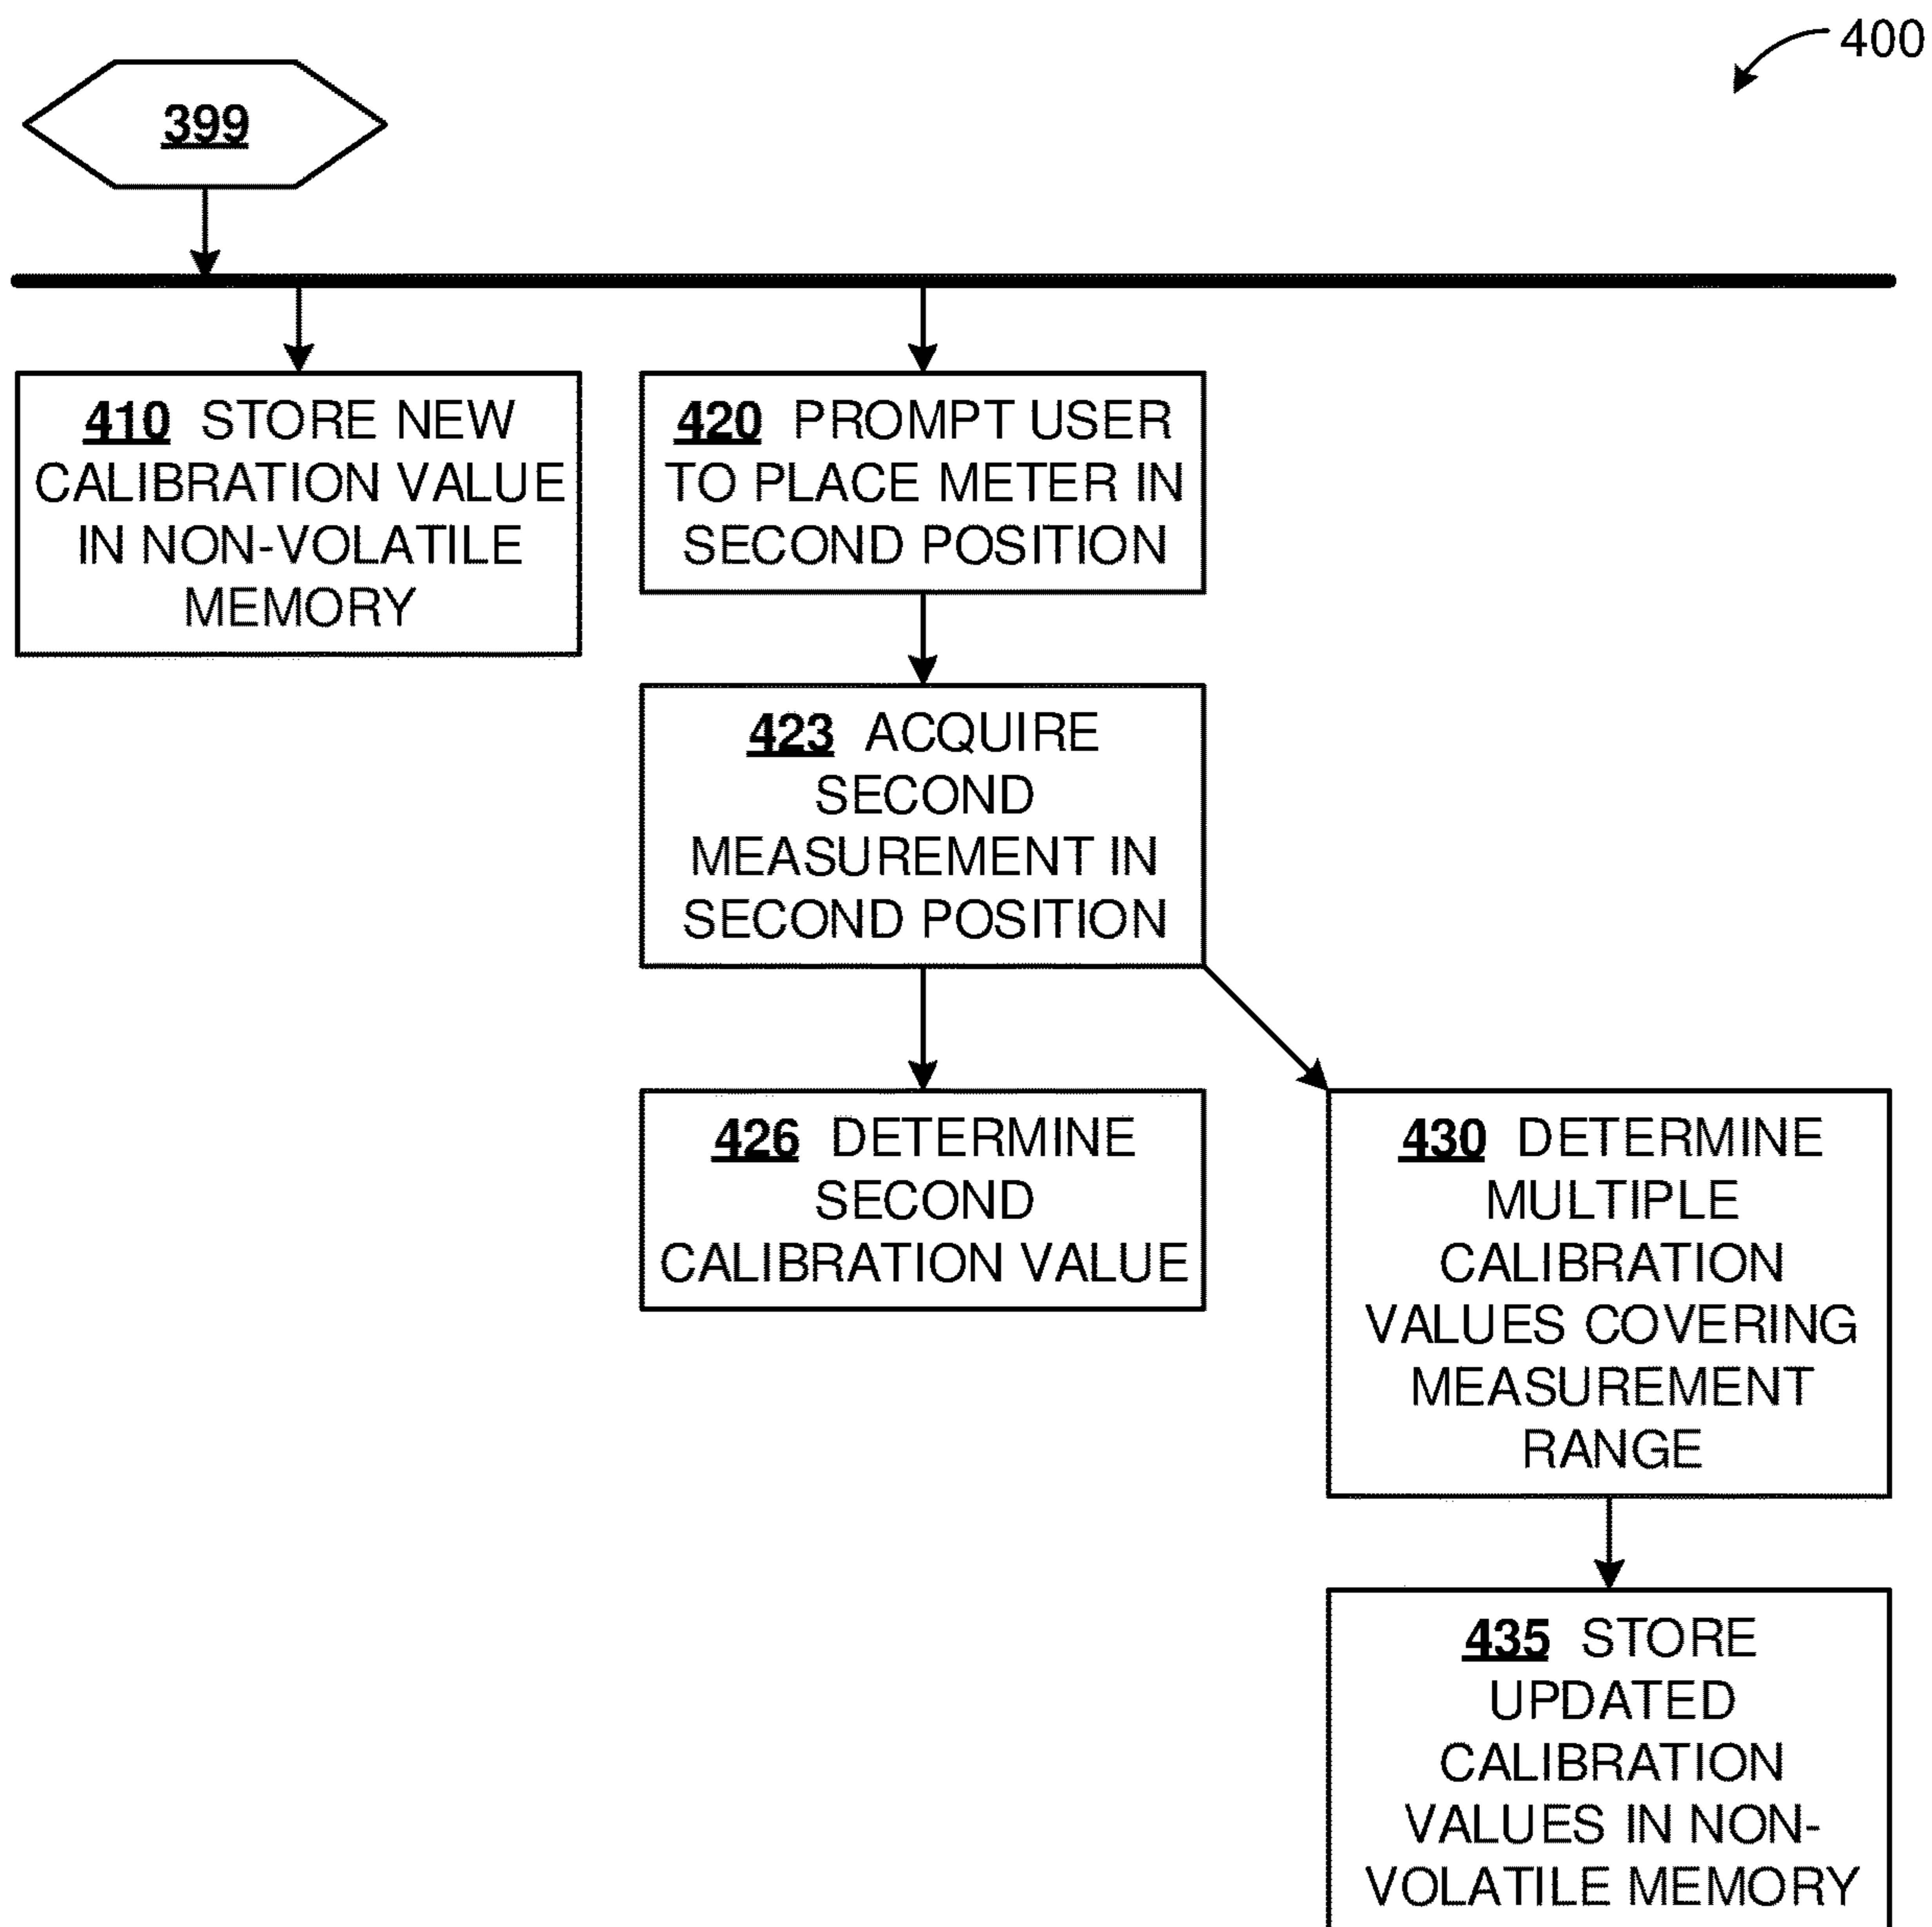 400
399
410 STORE NEW
CALIBRATION VALUE
IN NON-VOLATILE
MEMORY
420 PROMPT USER
TO PLACE METER IN
SECOND POSITION
423 ACQUIRE
SECOND
MEASUREMENT IN
SECOND POSITION
426 DETERMINE
SECOND
CALIBRATION VALUE
430 DETERMINE
MULTIPLE
CALIBRATION
VALUES COVERING
MEASUREMENT
RANGE
435 STORE
UPDATED
CALIBRATION
VALUES IN NON-
VOLATILE MEMORY